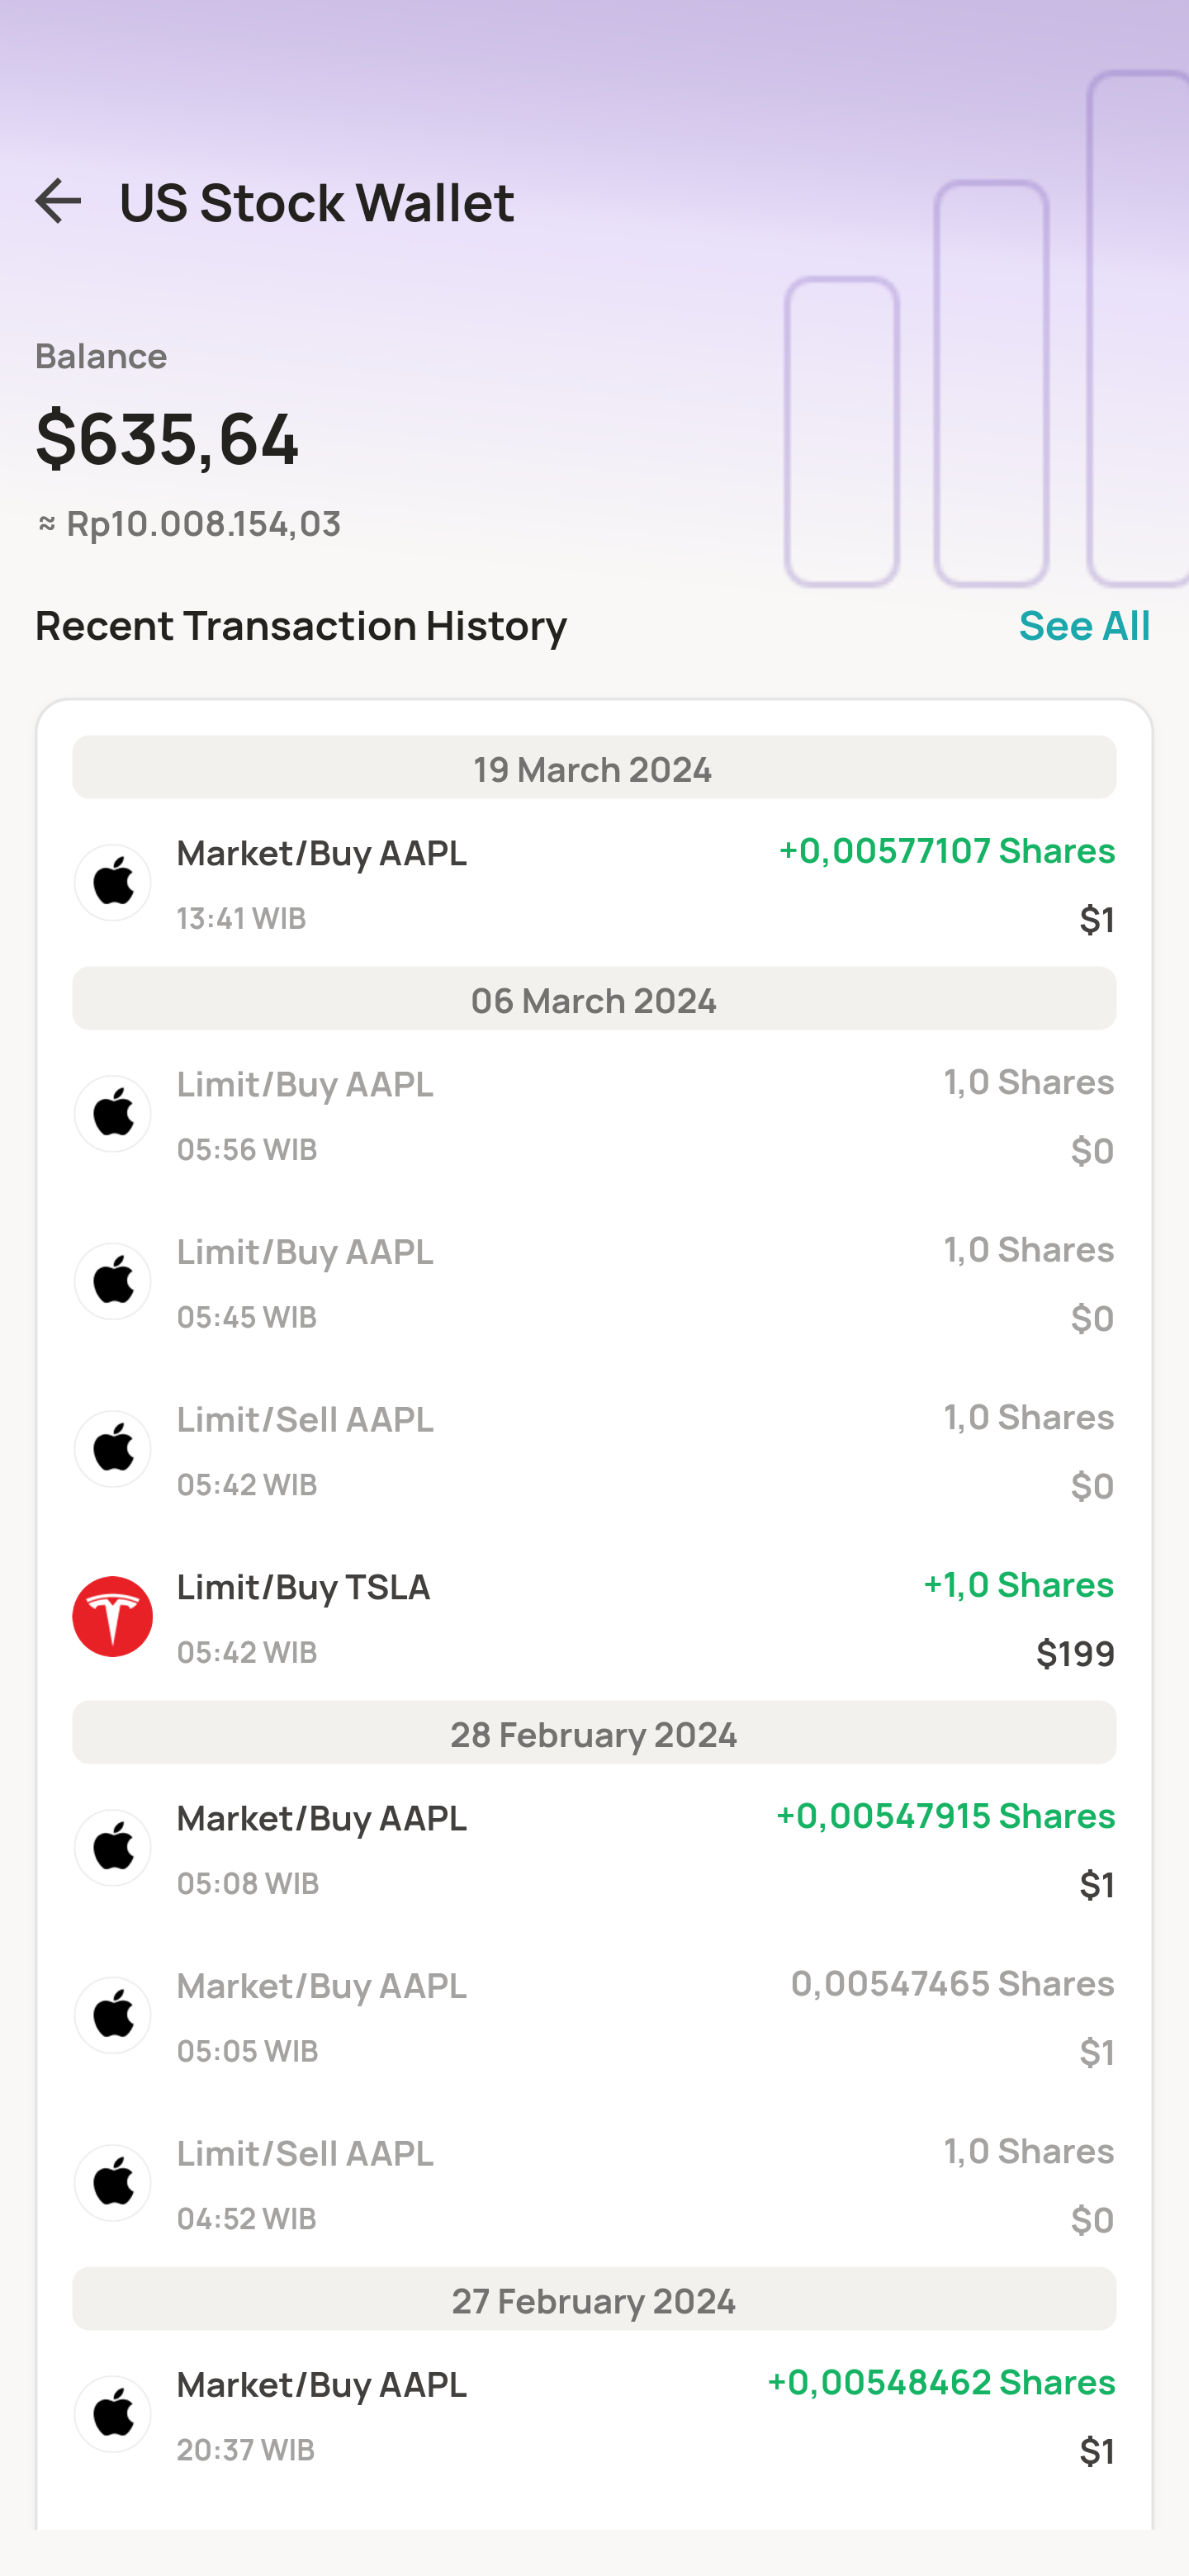 US Stock Wallet
Balance
$635,64
≈ Rp10.008.154,03
Recent Transaction History See All
19 March 2024
Market/Buy AAPL +0,00577107 Shares
13:41 WIB $1
06 March 2024
Limit/Buy AAPL 1,0 Shares
05:56 WIB $0
Limit/Buy AAPL 1,0 Shares
05:45 WIB $0
Limit/Sell AAPL 1,0 Shares
05:42 WIB $0
Limit/Buy TSLA +1,0 Shares
05:42 WIB $199
28 February 2024
Market/Buy AAPL +0,00547915 Shares
05:08 WIB $1
Market/Buy AAPL 0,00547465 Shares
05:05 WIB $1
Limit/Sell AAPL 1,0 Shares
04:52 WIB $0
27 February 2024
Market/Buy AAPL +0,00548462 Shares
20:37 WIB $1